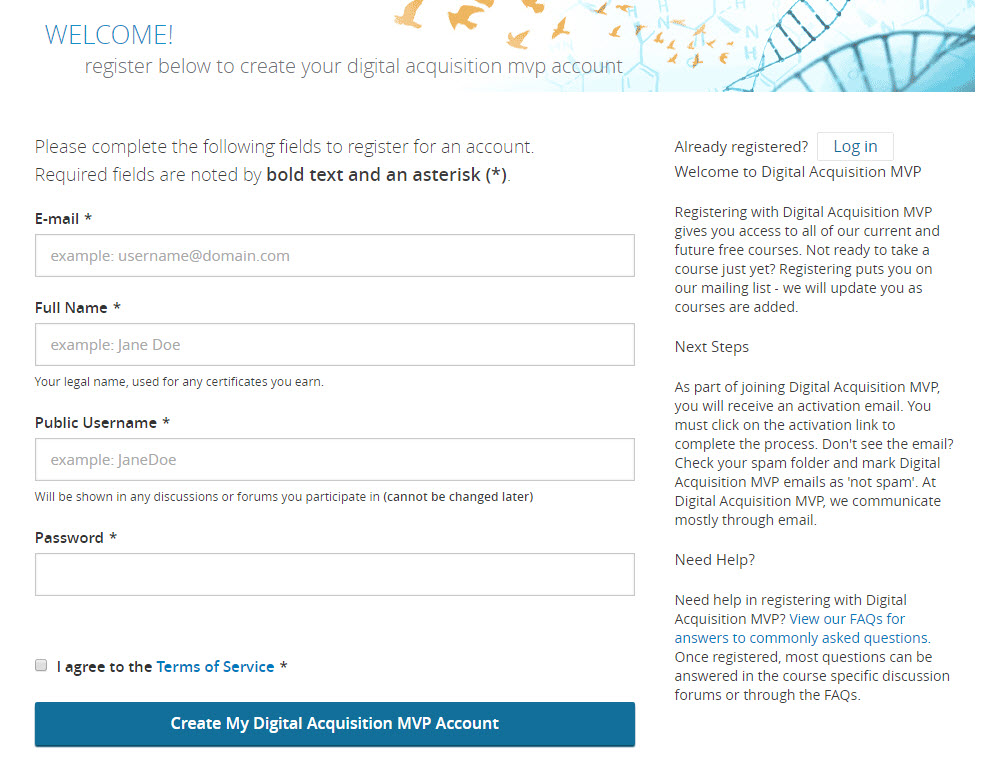 WELCOME!
register below to create your digital acquisition mvp account
Please complete the following fields to register for an account.
Required fields are noted by bold text and an asterisk (*).
E-mail *
example: username@domain.com
Full Name *
example: Jane Doe
Your legal name, used for any certificates you earn.
Public Username *
example: JaneDoe
Will be shown in any discussions or forums you participate in (cannot be changed later)
Password *
I agree to the Terms of Service *
Create My Digital Acquisition MVP Account
Already registered? Log in
Welcome to Digital Acquisition MVP
Registering with Digital Acquisition MVP
gives you access to all of our current and
future free courses. Not ready to take a
course just yet? Registering puts you on
our mailing list - we will update you as
courses are added.
Next Steps
As part of joining Digital Acquisition MVP,
you will receive an activation email. You
must click on the activation link to
complete the process. Don't see the email?
Check your spam folder and mark Digital
Acquisition MVP emails as 'not spam'. At
Digital Acquisition MVP, we communicate
mostly through email.
Need Help?
Need help in registering with Digital
Acquisition MVP? View our FAQs for
answers to commonly asked questions.
Once registered, most questions can be
answered in the course specific discussion
forums or through the FAQs.